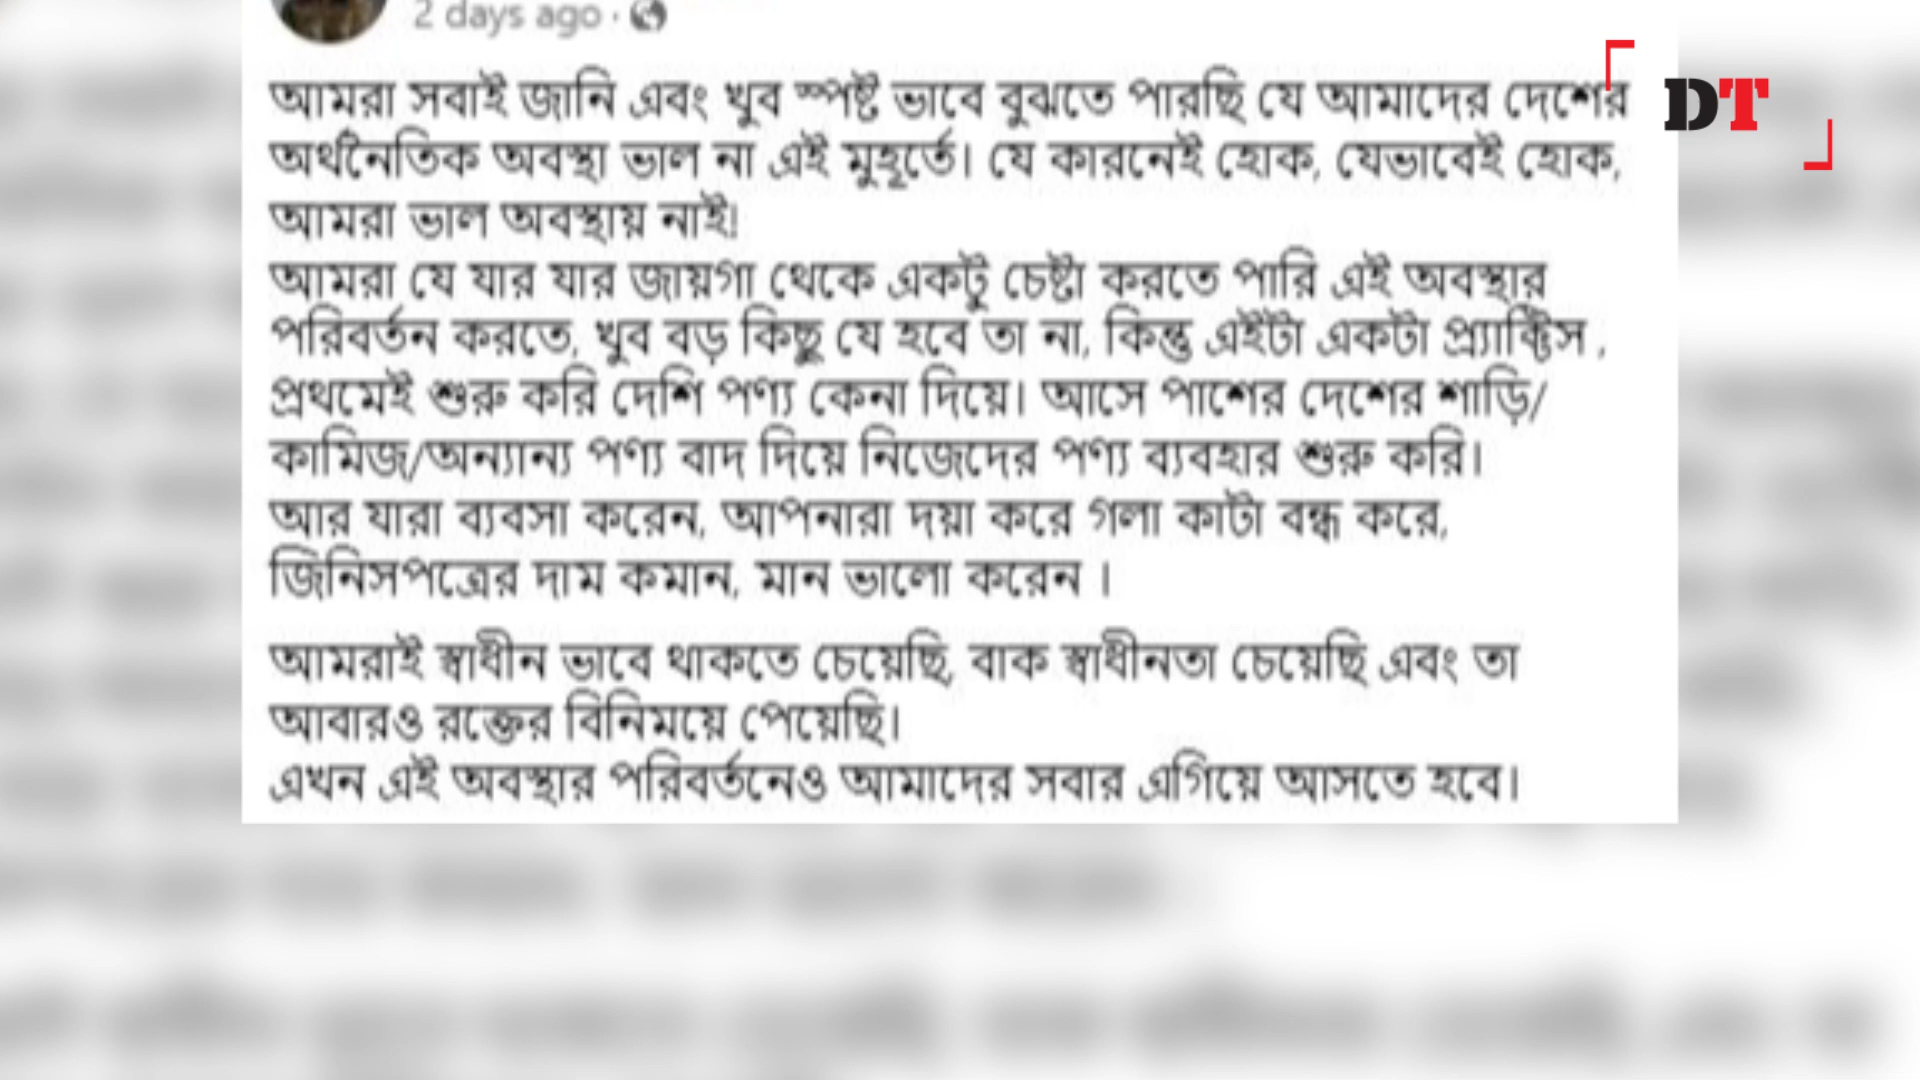 2 days ago ·
DT
আমরা সবাই জানি এবং খুব স্পষ্ট ভাবে বুঝতে পারছি যে আমাদের দেশের
অর্থনৈতিক অবস্থা ভাল না এই মুহূর্তে। যে কারনেই হোক, যেভাবেই হোক,
আমরা ভাল অবস্থায় নাই!
আমরা যে যার যার জায়গা থেকে একটু চেষ্টা করতে পারি এই অবস্থার
পরিবর্তন করতে, খুব বড় কিছু যে হবে তা না, কিন্তু এইটা একটা প্র্যাক্টিস ,
প্রথমেই শুরু করি দেশি পণ্য কেনা দিয়ে। আসে পাশের দেশের শাড়ি/
কামিজ/অন্যান্য পণ্য বাদ দিয়ে নিজেদের পণ্য ব্যবহার শুরু করি।
আর যারা ব্যবসা করেন, আপনারা দয়া করে গলা কাটা বন্ধ করে,
জিনিসপত্রের দাম কমান, মান ভালো করেন ।
আমরাই স্বাধীন ভাবে থাকতে চেয়েছি, বাক স্বাধীনতা চেয়েছি এবং তা
আবারও রক্তের বিনিময়ে পেয়েছি।
এখন এই অবস্থার পরিবর্তনেও আমাদের সবার এগিয়ে আসতে হবে।